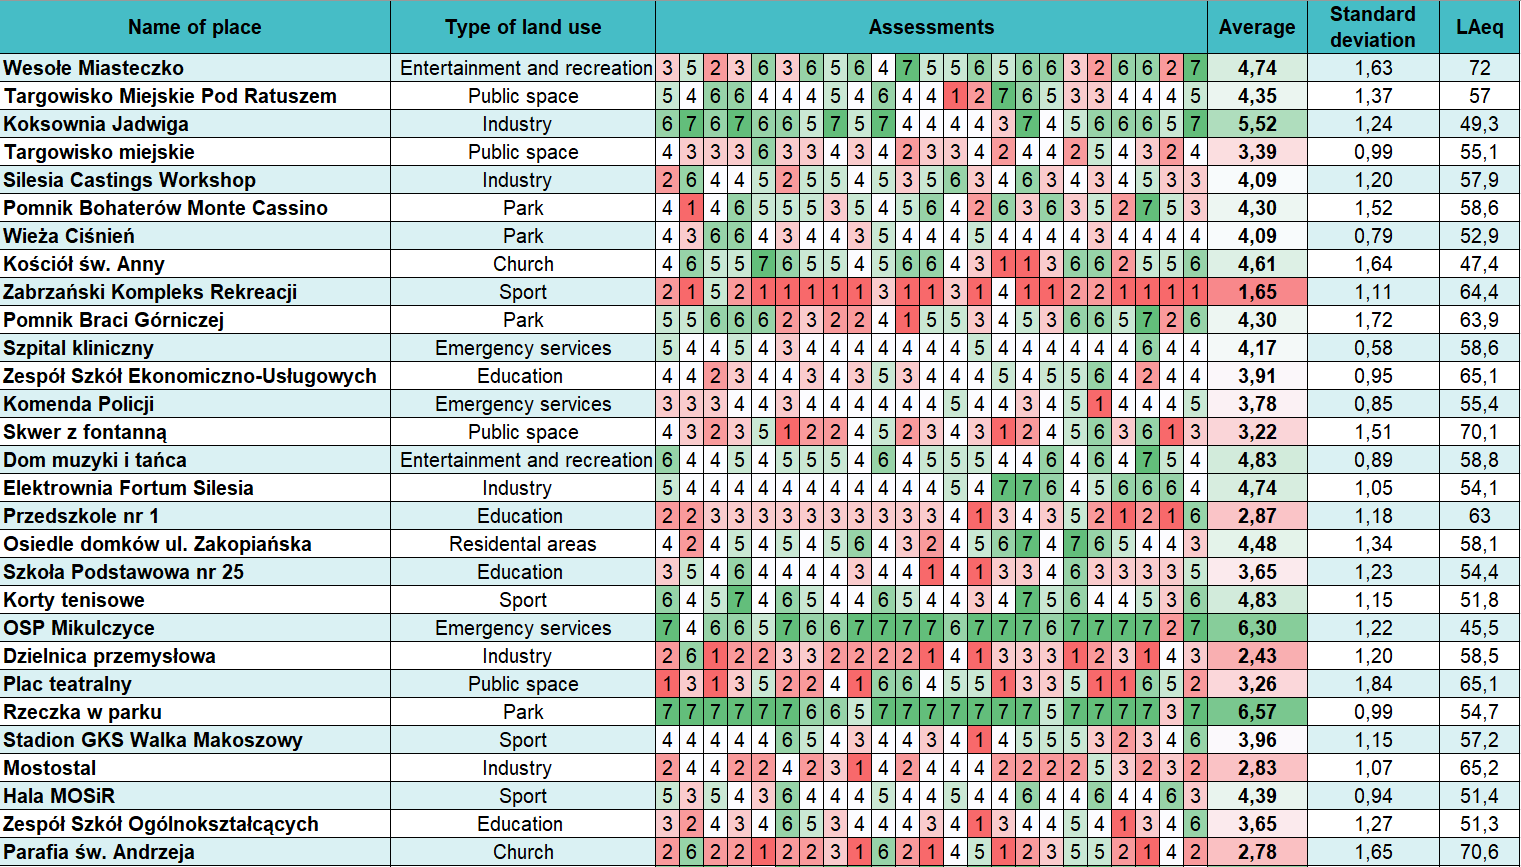 Name of place Type of land use Assessments Average Standard deviation LAeq
Wesołe Miasteczko Entertainment and recreation 3 5 2 3 6 3 6 5 6 4 7 5 5 6 5 6 6 3 2 6 6 2 7 4,74 1,63 72
Targowisko Miejskie Pod Ratuszem Public space 5 4 6 6 4 4 4 5 4 6 4 4 1 2 7 6 5 3 3 4 4 4 5 4,35 1,37 57
Koksownia Jadwiga Industry 6 7 6 7 6 6 5 7 5 7 4 4 4 4 3 7 4 5 6 6 6 5 7 5,52 1,24 49,3
Targowisko miejskie Public space 4 3 3 3 6 3 3 4 3 4 2 3 3 4 2 4 4 2 5 4 3 2 4 3,39 0,99 55,1
Silesia Castings Workshop Industry 2 6 4 4 5 2 5 5 4 5 3 5 6 3 4 6 3 4 3 4 5 3 3 4,09 1,20 57,9
Pomnik Bohaterów Monte Cassino Park 4 1 4 6 5 5 5 3 5 4 5 6 4 2 6 3 6 3 5 2 7 5 3 4,30 1,52 58,6
Wieża Ciśnień Park 4 3 6 6 4 3 4 4 3 5 4 4 4 5 4 4 4 4 3 4 4 4 4 4,09 0,79 52,9
Kościół św. Anny Church 4 6 5 5 7 6 5 5 4 5 6 6 4 3 1 1 3 6 6 2 5 5 6 4,61 1,64 47,4
Zabrzański Kompleks Rekreacji Sport 2 1 5 2 1 1 1 1 1 3 1 1 3 1 4 1 1 2 2 1 1 1 1 1,65 1,11 64,4
Pomnik Braci Górniczej Park 5 5 6 6 6 2 3 2 2 4 1 5 5 3 4 5 3 6 6 5 7 2 6 4,30 1,72 63,9
Szpital kliniczny Emergency services 5 4 4 5 4 3 4 4 4 4 4 4 4 5 4 4 4 4 4 4 6 4 4 4,17 0,58 58,6
Zespół Szkół Ekonomiczno-Usługowych Education 4 4 2 3 4 4 3 4 3 5 3 4 4 4 5 4 5 5 6 4 2 4 4 3,91 0,95 65,1
Komenda Policji Emergency services 3 3 3 4 4 3 4 4 4 4 4 4 5 4 4 3 4 5 1 4 4 4 5 3,78 0,85 55,4
Skwer z fontanną Public space 4 3 2 3 5 1 2 2 4 5 2 3 4 3 1 2 4 5 6 3 6 1 3 3,22 1,51 70,1
Dom muzyki i tańca Entertainment and recreation 6 4 4 5 4 5 5 5 4 6 4 5 5 5 4 4 6 4 6 4 7 5 4 4,83 0,89 58,8
Elektrownia Fortum Silesia Industry 5 4 4 4 4 4 4 4 4 4 4 4 5 4 7 7 6 4 5 6 6 6 4 4,74 1,05 54,1
Przedszkole nr 1 Education 2 2 3 3 3 3 3 3 3 3 3 3 4 1 3 4 3 5 2 1 2 1 6 2,87 1,18 63
Osiedle domków ul. Zakopiańska Residental areas 4 2 4 5 4 5 4 5 6 4 3 2 4 5 6 7 4 7 6 5 4 4 3 4,48 1,34 58,1
Szkoła Podstawowa nr 25 Education 3 5 4 6 4 4 4 4 3 4 4 1 4 1 3 3 4 6 3 3 3 3 5 3,65 1,23 54,4
Korty tenisowe Sport 6 4 5 7 4 6 5 4 4 6 5 4 4 3 4 7 5 6 4 4 5 3 6 4,83 1,15 51,8
OSP Mikulczyce Emergency services 7 4 6 6 5 7 6 6 7 7 7 7 6 7 7 7 6 7 7 7 7 2 7 6,30 1,22 45,5
Dzielnica przemysłowa Industry 2 6 1 2 2 3 3 2 2 2 2 1 4 1 3 3 3 1 2 3 1 4 3 2,43 1,20 58,5
Plac teatralny Public space 1 3 1 3 5 2 2 4 1 6 6 4 5 5 1 3 3 5 1 1 6 5 2 3,26 1,84 65,1
Rzeczka w parku Park 7 7 7 7 7 7 6 6 5 7 7 7 7 7 7 7 5 7 7 7 7 3 7 6,57 0,99 54,7
Stadion GKS Walka Makoszowy Sport 4 4 4 4 4 6 5 4 3 4 4 3 4 1 4 5 5 5 3 2 3 4 6 3,96 1,15 57,2
Mostostal Industry 2 4 4 2 2 4 2 3 1 4 2 4 4 4 2 2 2 2 5 3 2 3 2 2,83 1,07 65,2
Hala MOSiR Sport 5 3 5 4 3 6 4 4 4 5 4 4 5 4 4 6 4 4 6 4 4 6 3 4,39 0,94 51,4
Zespół Szkół Ogólnokształcących Education 3 2 4 3 4 6 5 3 4 4 4 3 4 1 3 4 4 5 4 1 3 4 6 3,65 1,27 51,3
Parafia św. Andrzeja Church 2 6 2 2 1 2 2 3 1 6 2 1 4 5 1 2 3 5 5 2 1 4 2 2,78 1,65 70,6